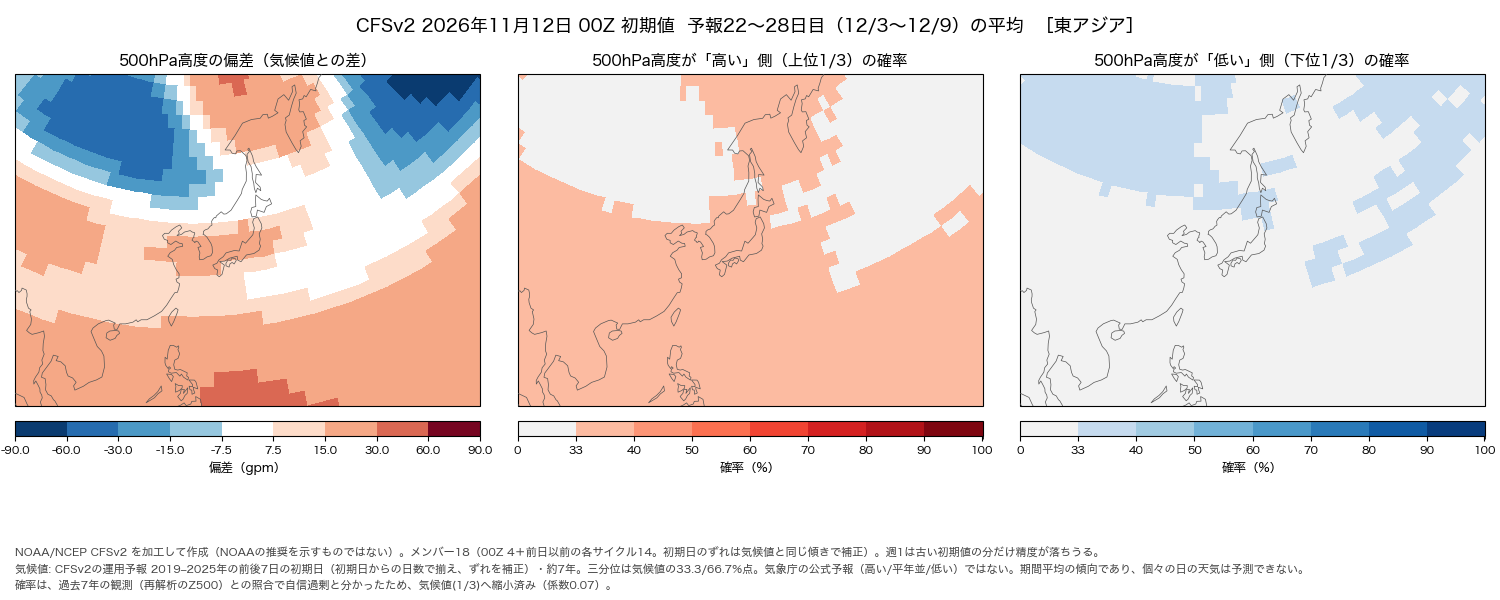 CFSv2 2026年11月12日 00Z 初期値 予報22～28日目（12/3～12/9）の平均 ［東アジア］
500hPa高度の偏差（気候値との差）
500hPa高度が「高い」側（上位1/3）の確率
500hPa高度が「低い」側（下位1/3）の確率
-90.0 -60.0 -30.0 -15.0 -7.5 7.5 15.0 30.0 60.0 90.0
偏差（gpm）
0 33 40 50 60 70 80 90 100
確率（%）
0 33 40 50 60 70 80 90 100
確率（%）
NOAA/NCEP CFSv2 を加工して作成（NOAAの推奨を示すものではない）。メンバー18（00Z 4＋前日以前の各サイクル14。初期日のずれは気候値と同じ傾きで補正）。週1は古い初期値の分だけ精度が落ちうる。
気候値: CFSv2の運用予報 2019–2025年の前後7日の初期日（初期日からの日数で揃え、ずれを補正）・約7年。三分位は気候値の33.3/66.7%点。気象庁の公式予報（高い/平年並/低い）ではない。期間平均の傾向であり、個々の日の天気は予測できない。
確率は、過去7年の観測（再解析のZ500）との照合で自信過剰と分かったため、気候値(1/3)へ縮小済み（係数0.07）。